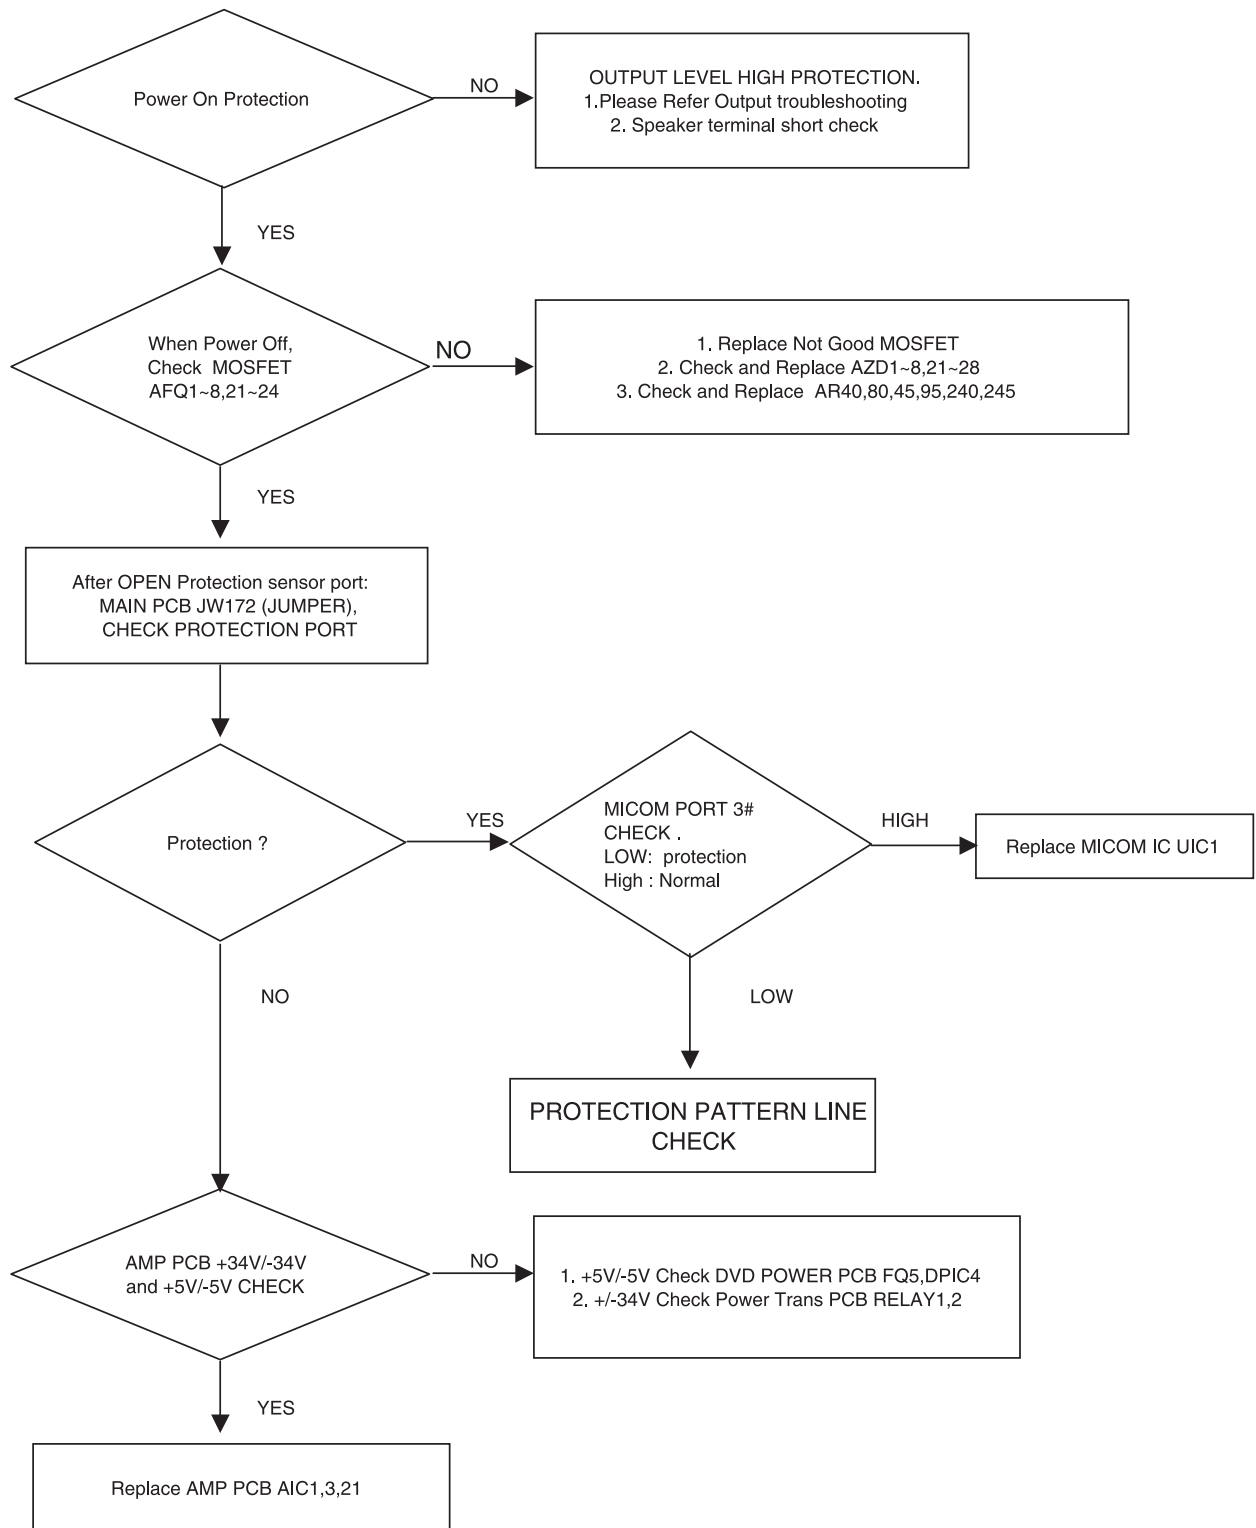 Power On Protection
NO
OUTPUT LEVEL HIGH PROTECTION.
1.Please Refer Output troubleshooting
2. Speaker terminal short check
YES
When Power Off,
Check MOSFET
AFQ1~8,21~24
NO
1. Replace Not Good MOSFET
2. Check and Replace AZD1~8,21~28
3. Check and Replace AR40,80,45,95,240,245
YES
After OPEN Protection sensor port:
MAIN PCB JW172 (JUMPER),
CHECK PROTECTION PORT
Protection ?
YES
MICOM PORT 3#
CHECK .
LOW: protection
High : Normal
HIGH
Replace MICOM IC UIC1
NO
LOW
PROTECTION PATTERN LINE
CHECK
AMP PCB +34V/-34V
and +5V/-5V CHECK
NO
1. +5V/-5V Check DVD POWER PCB FQ5,DPIC4
2. +/-34V Check Power Trans PCB RELAY1,2
YES
Replace AMP PCB AIC1,3,21